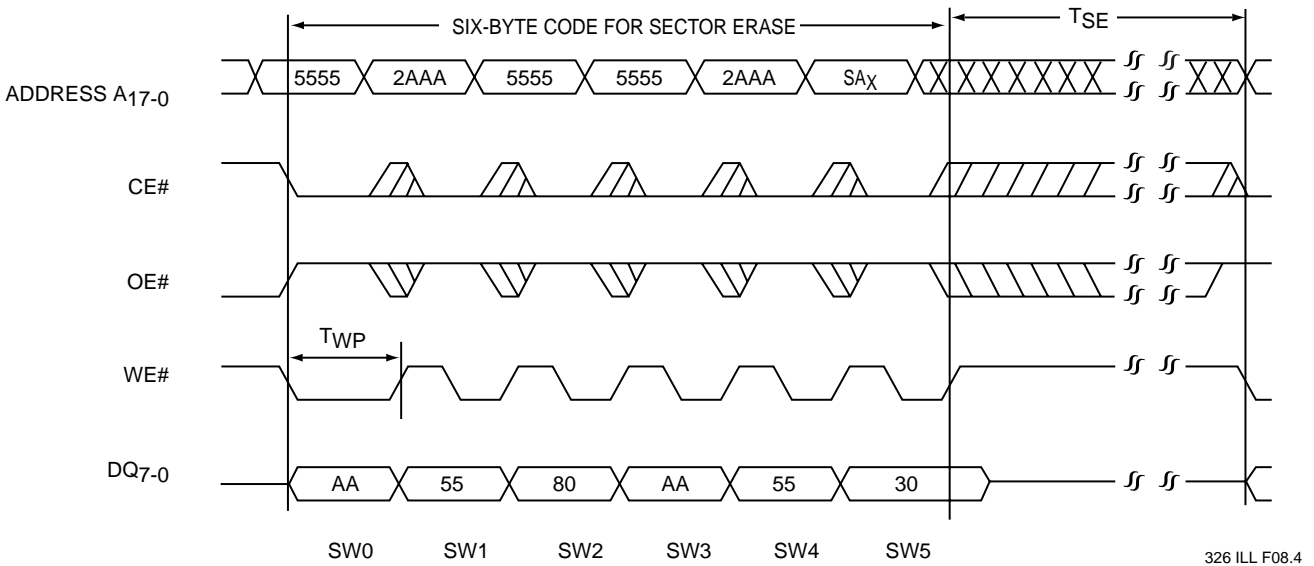 SIX-BYTE CODE FOR SECTOR ERASE
TSE
ADDRESS A17-0
5555 2AAA 5555 5555 2AAA SAX
CE#
OE#
TWP
WE#
DQ7-0
AA 55 80 AA 55 30
SW0 SW1 SW2 SW3 SW4 SW5
326 ILL F08.4